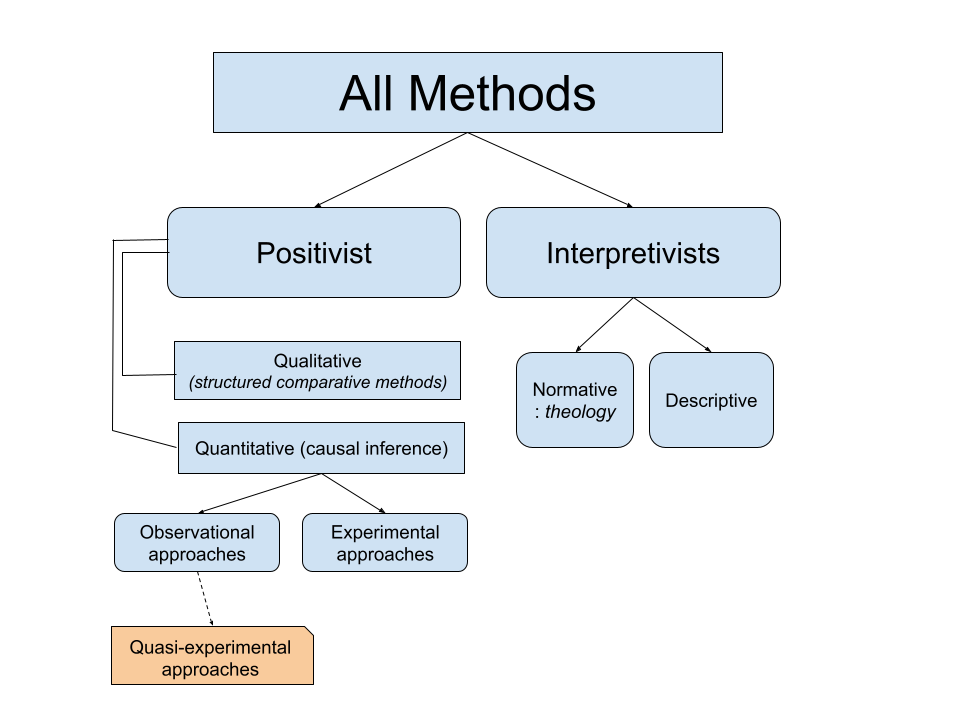 All Methods
Positivist
Interpretivists
Qualitative
(structured comparative methods)
Normative
: theology
Descriptive
Quantitative (causal inference)
Observational
approaches
Experimental
approaches
Quasi-experimental
approaches